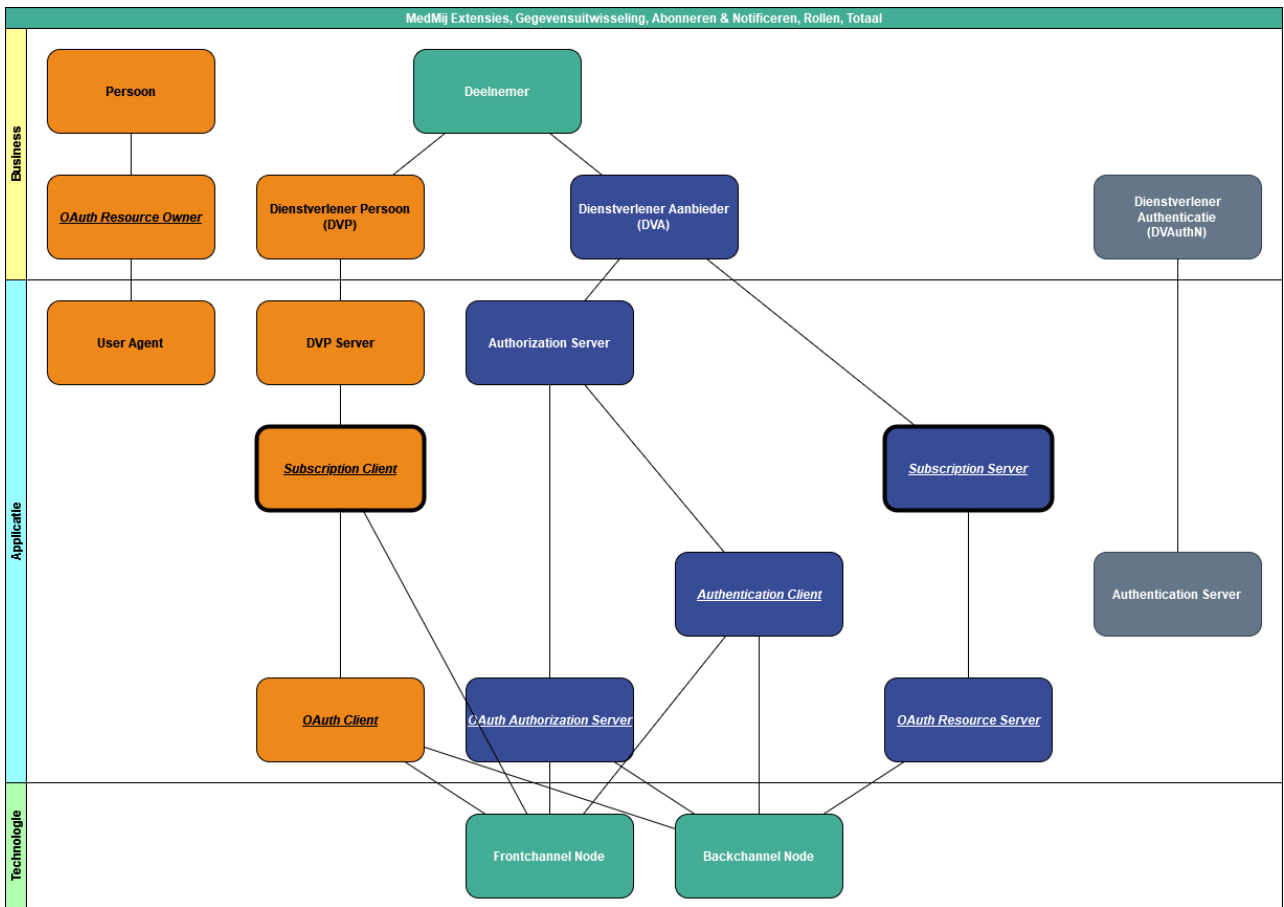 MedMij Extensies, Gegevensuitwisseling, Abonneren & Notificeren, Rollen, Totaal
Business
Persoon
Deelnemer
OAuth Resource Owner
Dienstverlener Persoon
(DVP)
Dienstverlener Aanbieder
(DVA)
Dienstverlener
Authenticatie
(DVAuthN)
Applicatie
User Agent
DVP Server
Authorization Server
Subscription Client
Subscription Server
Authentication Client
Authentication Server
OAuth Client
OAuth Authorization Server
OAuth Resource Server
Technologie
Frontchannel Node
Backchannel Node